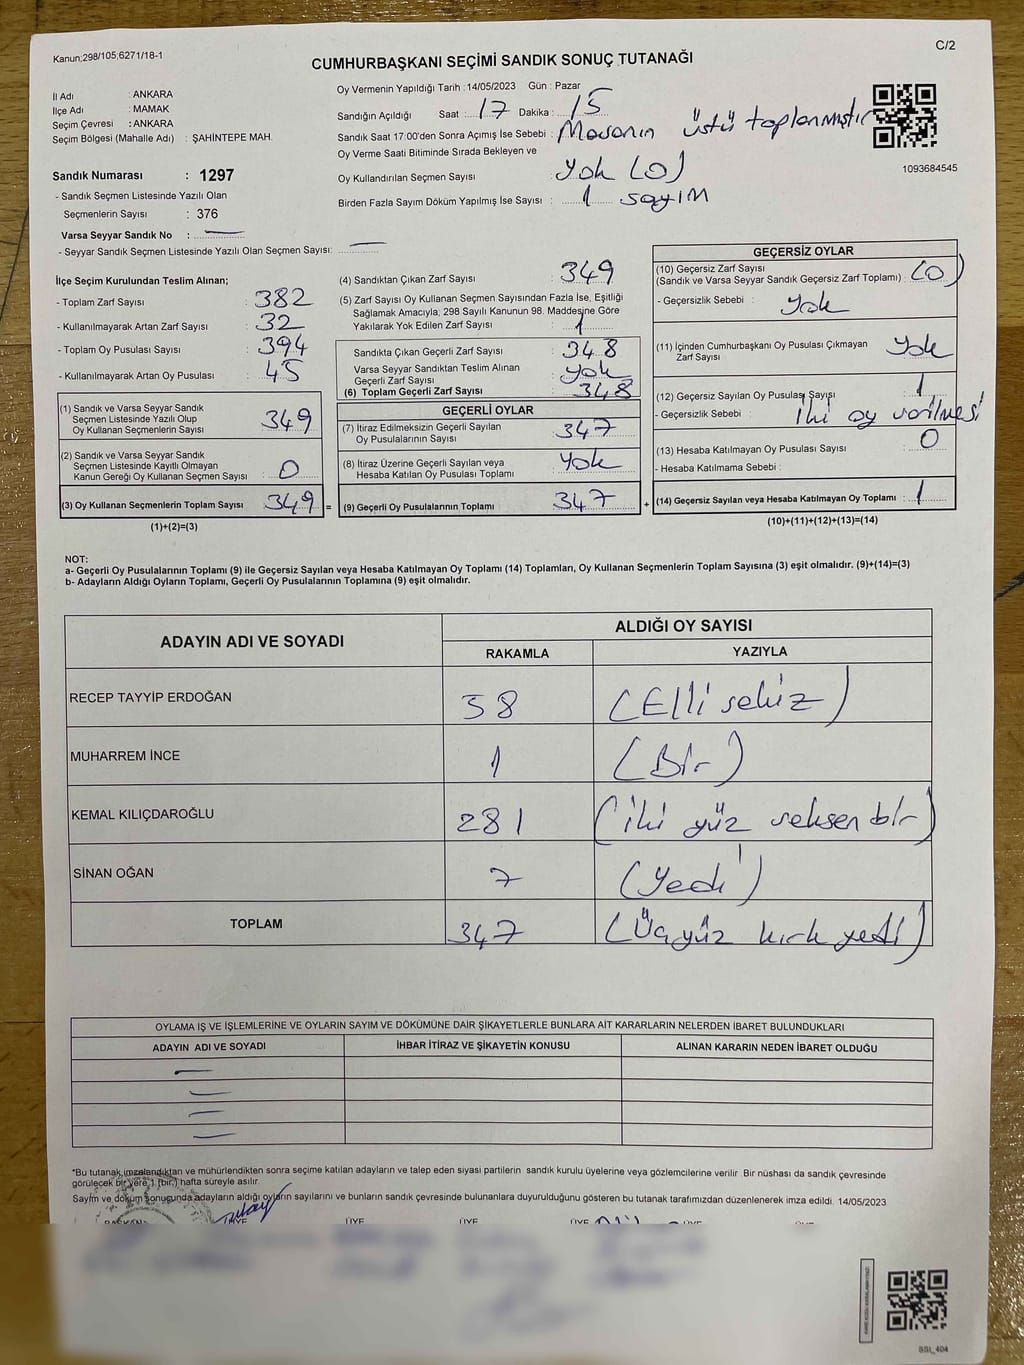 Kanun;298/105;6271/18-1
C/2
CUMHURBAŞKANI SEÇİMİ SANDIK SONUÇ TUTANAĞI
İl Adı : ANKARA
İlçe Adı : MAMAK
Seçim Çevresi : ANKARA
Seçim Bölgesi (Mahalle Adı) : ŞAHİNTEPE MAH.
Sandık Numarası : 1297
- Sandık Seçmen Listesinde Yazılı Olan
Seçmenlerin Sayısı : 376
Varsa Seyyar Sandık No :
- Seyyar Sandık Seçmen Listesinde Yazılı Olan Seçmen Sayısı:
Oy Vermenin Yapıldığı Tarih : 14/05/2023 Gün : Pazar
Sandığın Açıldığı Saat : 17 Dakika : 15
Sandık Saat 17:00'den Sonra Açımış İse Sebebi : Masanın üstü toplanmıştır
Oy Verme Saati Bitiminde Sırada Bekleyen ve
Oy Kullandırılan Seçmen Sayısı : Yok (0)
Birden Fazla Sayım Döküm Yapılmış İse Sayısı : 1 sayım
1093684545
İlçe Seçim Kurulundan Teslim Alınan;
- Toplam Zarf Sayısı : 382
- Kullanılmayarak Artan Zarf Sayısı : 32
- Toplam Oy Pusulası Sayısı : 394
- Kullanılmayarak Artan Oy Pusulası : 45
(1) Sandık ve Varsa Seyyar Sandık
Seçmen Listesinde Yazılı Olup
Oy Kullanan Seçmenlerin Sayısı : 349
(2) Sandık ve Varsa Seyyar Sandık
Seçmen Listesinde Kayıtlı Olmayan
Kanun Gereği Oy Kullanan Seçmen Sayısı : 0
(3) Oy Kullanan Seçmenlerin Toplam Sayısı : 349 =
(1)+(2)=(3)
(4) Sandıktan Çıkan Zarf Sayısı : 349
(5) Zarf Sayısı Oy Kullanan Seçmen Sayısından Fazla İse, Eşitliği
Sağlamak Amacıyla; 298 Sayılı Kanunun 98. Maddesine Göre
Yakılarak Yok Edilen Zarf Sayısı : 1
Sandıkta Çıkan Geçerli Zarf Sayısı : 348
Varsa Seyyar Sandıktan Teslim Alınan
Geçerli Zarf Sayısı : Yok
(6) Toplam Geçerli Zarf Sayısı : 348
GEÇERLİ OYLAR
(7) İtiraz Edilmeksizin Geçerli Sayılan
Oy Pusulalarının Sayısı : 347
(8) İtiraz Üzerine Geçerli Sayılan veya
Hesaba Katılan Oy Pusulası Toplamı : Yok
(9) Geçerli Oy Pusulalarının Toplamı : 347 +
GEÇERSİZ OYLAR
(10) Geçersiz Zarf Sayısı
(Sandık ve Varsa Seyyar Sandık Geçersiz Zarf Toplamı) : (0)
- Geçersizlik Sebebi : Yok
(11) İçinden Cumhurbaşkanı Oy Pusulası Çıkmayan
Zarf Sayısı : Yok
(12) Geçersiz Sayılan Oy Pusulası Sayısı : 1
- Geçersizlik Sebebi : İki oy verilmesi
(13) Hesaba Katılmayan Oy Pusulası Sayısı : 0
- Hesaba Katılmama Sebebi :
(14) Geçersiz Sayılan veya Hesaba Katılmayan Oy Toplamı : 1
(10)+(11)+(12)+(13)=(14)
NOT:
a- Geçerli Oy Pusulalarının Toplamı (9) ile Geçersiz Sayılan veya Hesaba Katılmayan Oy Toplamı (14) Toplamları, Oy Kullanan Seçmenlerin Toplam Sayısına (3) eşit olmalıdır. (9)+(14)=(3)
b- Adayların Aldığı Oyların Toplamı, Geçerli Oy Pusulalarının Toplamına (9) eşit olmalıdır.
ADAYIN ADI VE SOYADI
ALDIĞI OY SAYISI
RAKAMLA YAZIYLA
RECEP TAYYİP ERDOĞAN 58 (Elli sekiz)
MUHARREM İNCE 1 (Bir)
KEMAL KILIÇDAROĞLU 281 (iki yüz seksen bir)
SİNAN OĞAN 7 (Yedi)
TOPLAM 347 (Üçyüz kırk yedi)
OYLAMA İŞ VE İŞLEMLERİNE VE OYLARIN SAYIM VE DÖKÜMÜNE DAİR ŞİKAYETLERLE BUNLARA AİT KARARLARIN NELERDEN İBARET BULUNDUKLARI
ADAYIN ADI VE SOYADI İHBAR İTİRAZ VE ŞİKAYETİN KONUSU ALINAN KARARIN NEDEN İBARET OLDUĞU
*Bu tutanak imzalandıktan ve mühürlendikten sonra seçime katılan adayların ve talep eden siyasi partilerin sandık kurulu üyelerine veya gözlemcilerine verilir. Bir nüshası da sandık çevresinde
görülecek bir yere 1 (bir) hafta süreyle asılır.
Sayım ve döküm sonucunda adayların aldığı oyların sayılarını ve bunların sandık çevresinde bulunanlara duyurulduğunu gösteren bu tutanak tarafımızdan düzenlenerek imza edildi. 14/05/2023
BAŞKAN ÜYE ÜYE ÜYE ÜYE ÜYE
SSI_404